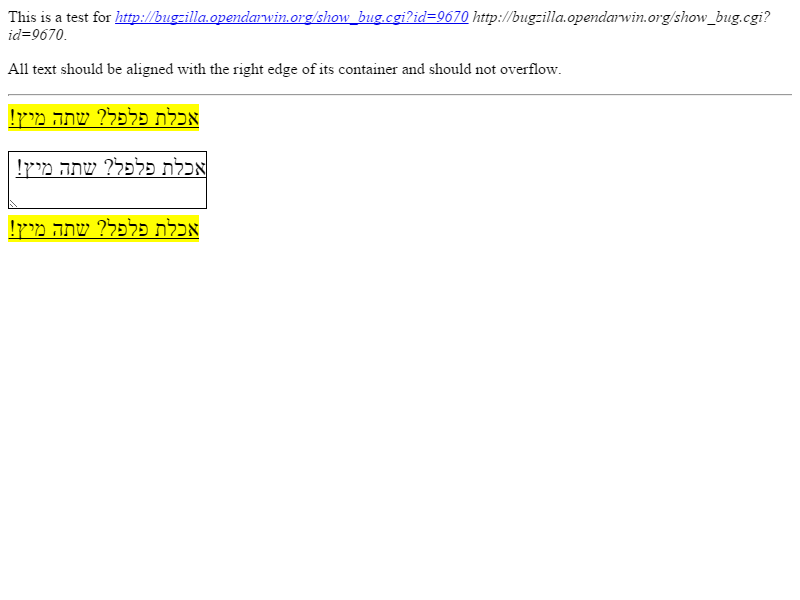 This is a test for http://bugzilla.opendarwin.org/show_bug.cgi?id=9670 http://bugzilla.opendarwin.org/show_bug.cgi?
id=9670.
All text should be aligned with the right edge of its container and should not overflow.
אכלת פלפל? שתה מיץ!
אכלת פלפל? שתה מיץ!
אכלת פלפל? שתה מיץ!